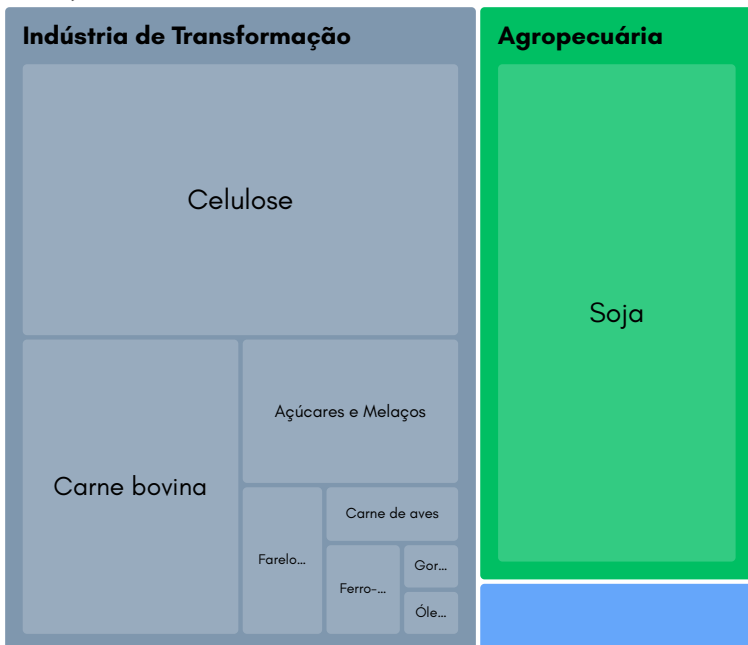 Indústria de Transformação
Agropecuária
Celulose
Soja
Açúcares e Melaços
Carne bovina
Carne de aves
Farelo...
Ferro-...
Gor...
Óle...